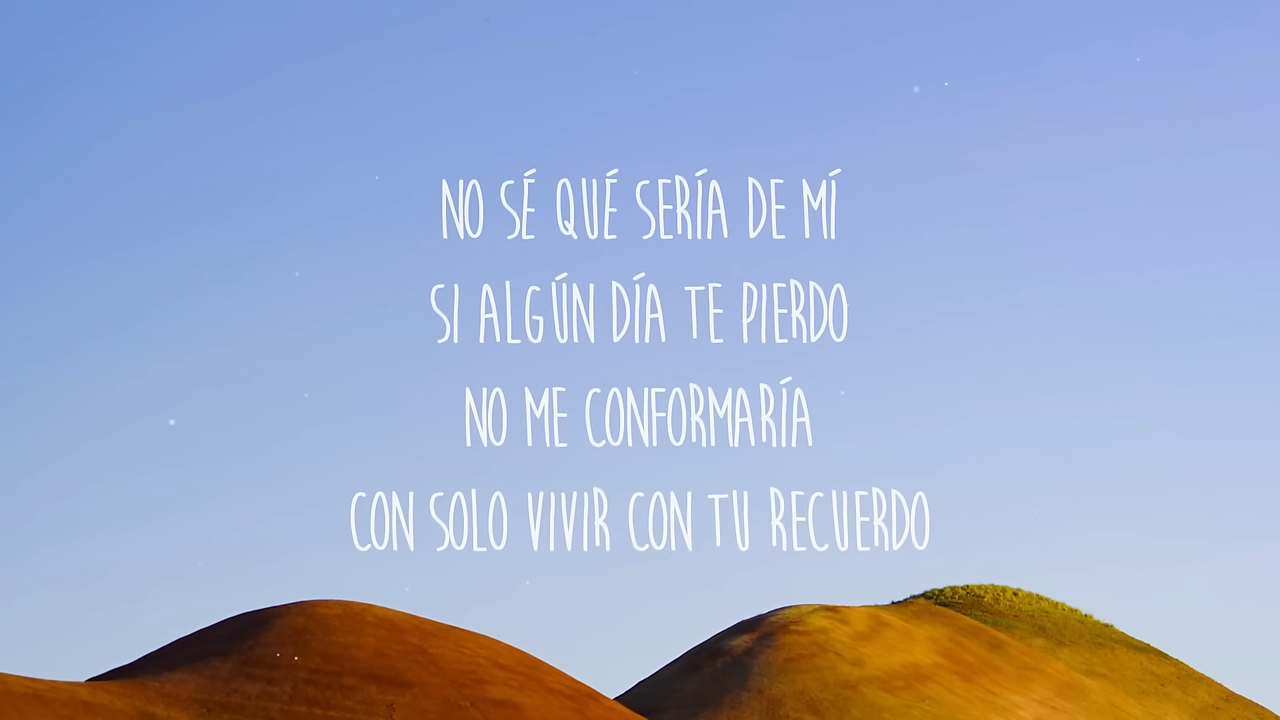 NO SÉ QUÉ SERÍA DE MÍ
SI ALGÚN DÍA TE PIERDO
NO ME CONFORMARÍA
CON SOLO VIVIR CON TU RECUERDO